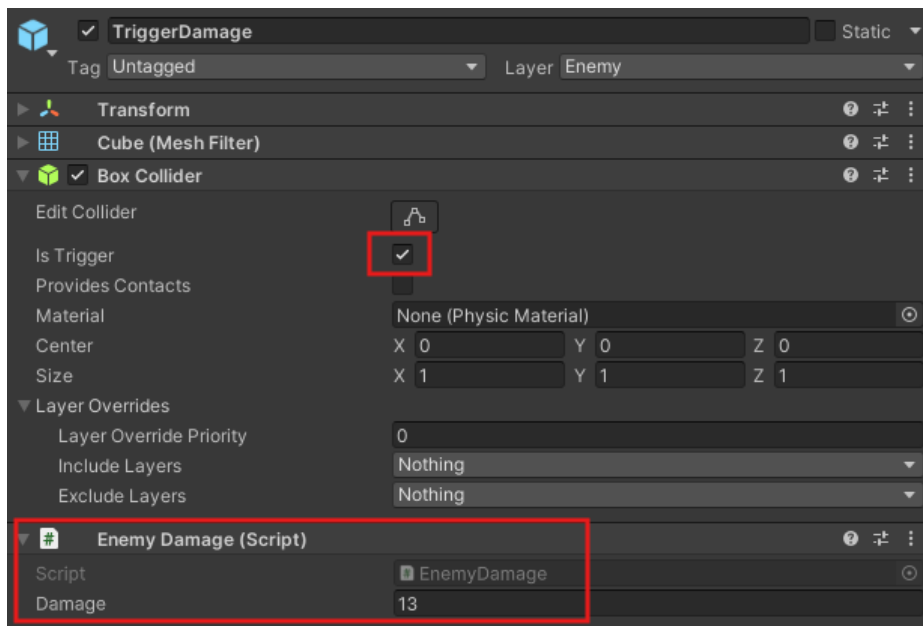 TriggerDamage Static
Tag Untagged Layer Enemy
Transform
Cube (Mesh Filter)
Box Collider
Edit Collider
Is Trigger
Provides Contacts
Material None (Physic Material)
Center X 0 Y 0 Z 0
Size X 1 Y 1 Z 1
Layer Overrides
Layer Override Priority 0
Include Layers Nothing
Exclude Layers Nothing
# Enemy Damage (Script)
Script # EnemyDamage
Damage 13